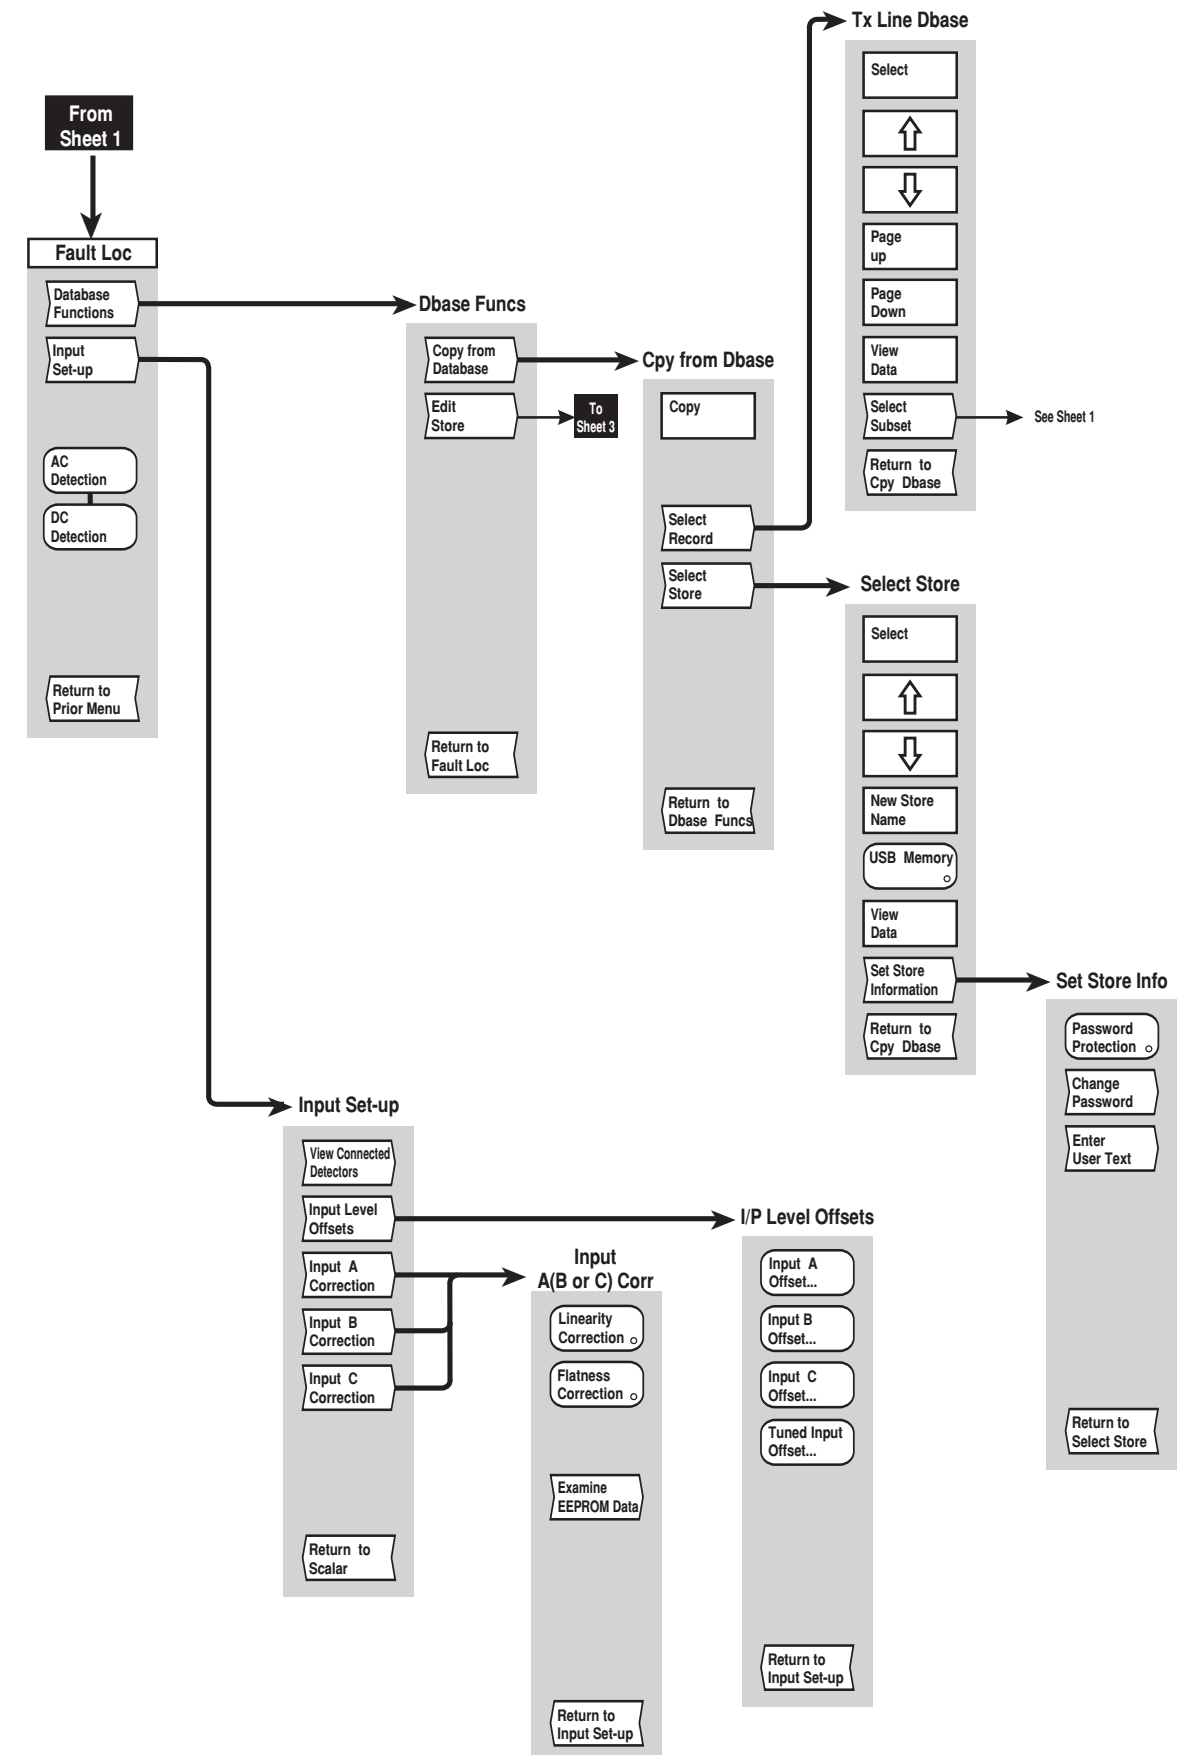 From
Sheet 1
Fault Loc
Database
Functions
Input
Set-up
AC
Detection
DC
Detection
Return to
Prior Menu
Dbase Funcs
Copy from
Database
Edit
Store
To
Sheet 3
Return to
Fault Loc
Cpy from Dbase
Copy
Select
Record
Select
Store
Return to
Dbase Funcs
Tx Line Dbase
Select
Page
up
Page
Down
View
Data
Select
Subset
See Sheet 1
Return to
Cpy Dbase
Select Store
Select
New Store
Name
USB Memory
View
Data
Set Store
Information
Return to
Cpy Dbase
Set Store Info
Password
Protection
Change
Password
Enter
User Text
Return to
Select Store
Input Set-up
View Connected
Detectors
Input Level
Offsets
Input A
Correction
Input B
Correction
Input C
Correction
Return to
Scalar
Input
A(B or C) Corr
Linearity
Correction
Flatness
Correction
Examine
EEPROM Data
Return to
Input Set-up
I/P Level Offsets
Input A
Offset...
Input B
Offset...
Input C
Offset...
Tuned Input
Offset...
Return to
Input Set-up